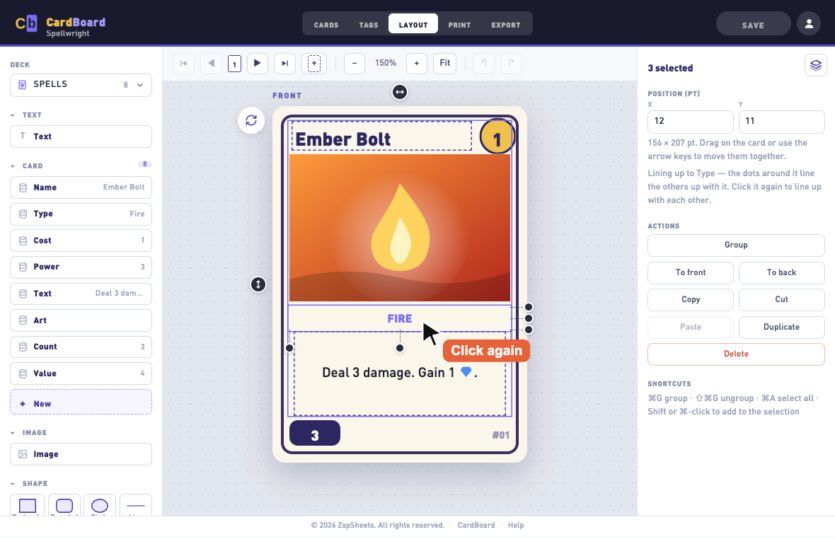 Cb CardBoard
Spellwright
CARDS TAGS LAYOUT PRINT EXPORT
SAVE
DECK
SPELLS 8
TEXT
T Text
CARD 8
Name Ember Bolt
Type Fire
Cost 1
Power 3
Text Deal 3 dam...
Art
Count 3
Value 4
+ New
IMAGE
Image
SHAPE
1
− 150% + Fit
FRONT
Ember Bolt 1
FIRE
Click again
Deal 3 damage. Gain 1 .
3 #01
3 selected
POSITION (PT)
X Y
12 11
156 × 207 pt. Drag on the card or use the
arrow keys to move them together.
Lining up to Type — the dots around it line
the others up with it. Click it again to line up
with each other.
ACTIONS
Group
To front To back
Copy Cut
Paste Duplicate
Delete
SHORTCUTS
⌘G group · ⇧⌘G ungroup · ⌘A select all ·
Shift or ⌘-click to add to the selection
© 2026 ZapSheets. All rights reserved. · CardBoard · Help